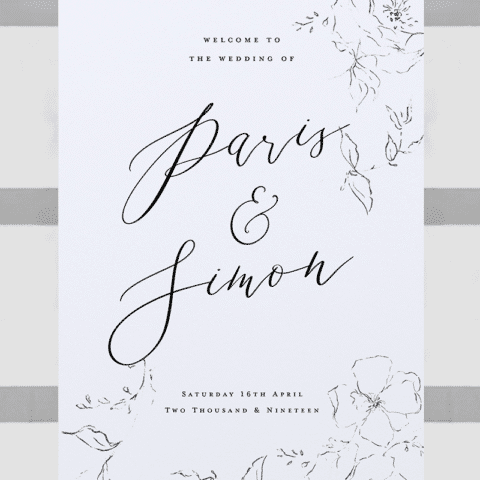 WELCOME TO
THE WEDDING OF
Paris
&
Simon
SATURDAY 16TH APRIL
TWO THOUSAND & NINETEEN